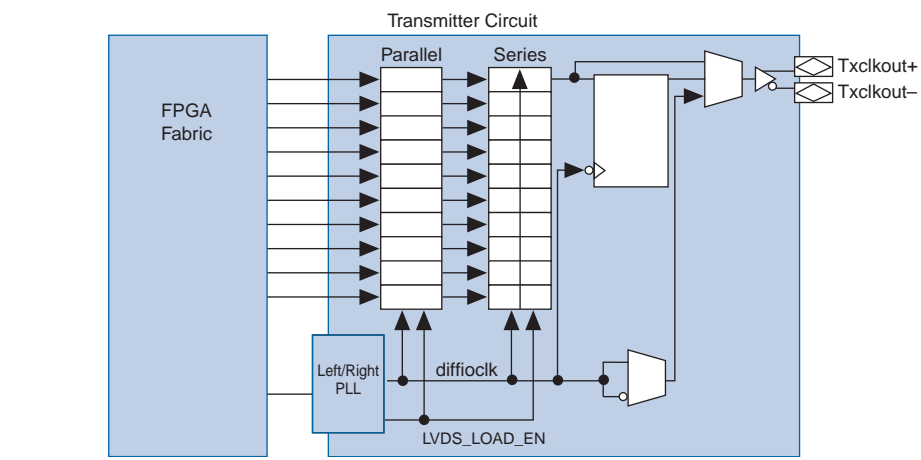 Transmitter Circuit
Parallel
Series
Txclkout+
Txclkout–
FPGA
Fabric
Left/Right
PLL
diffioclk
LVDS_LOAD_EN